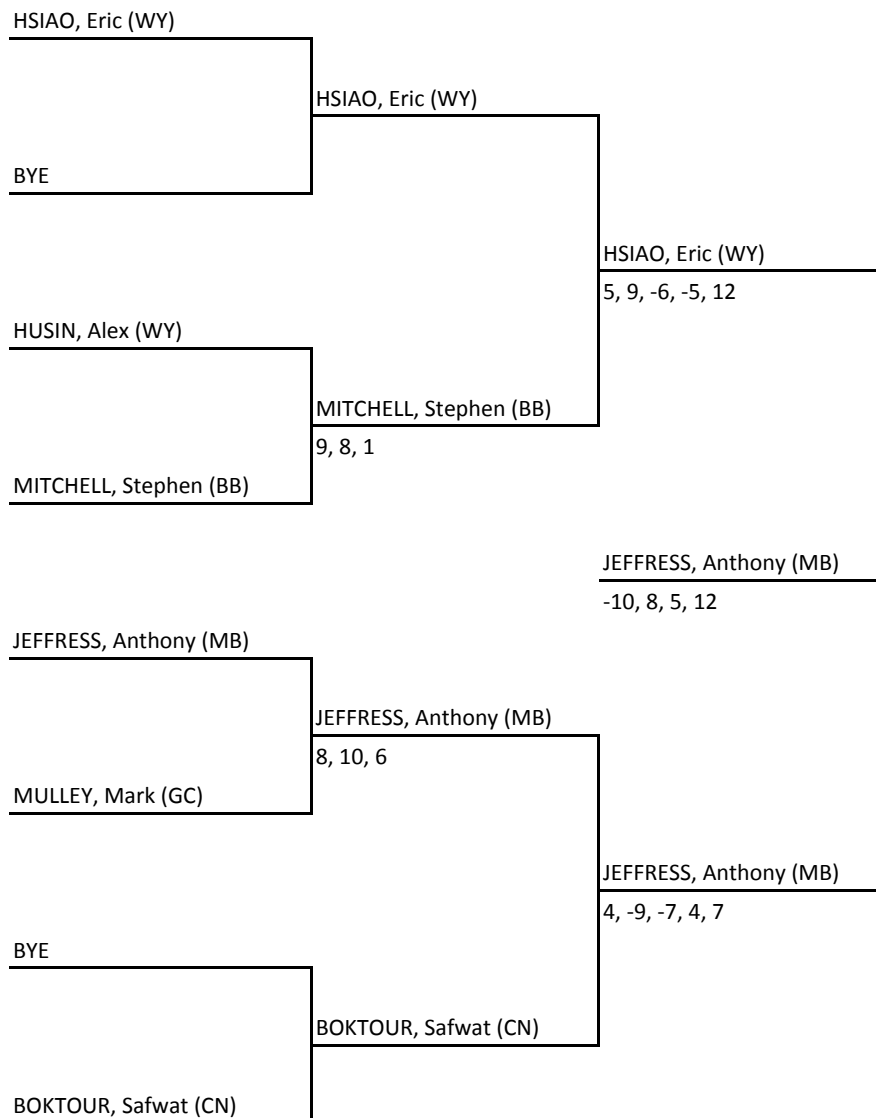 HSIAO, Eric (WY)
HSIAO, Eric (WY)
BYE
HSIAO, Eric (WY)
5, 9, -6, -5, 12
HUSIN, Alex (WY)
MITCHELL, Stephen (BB)
9, 8, 1
MITCHELL, Stephen (BB)
JEFFRESS, Anthony (MB)
-10, 8, 5, 12
JEFFRESS, Anthony (MB)
JEFFRESS, Anthony (MB)
8, 10, 6
MULLEY, Mark (GC)
JEFFRESS, Anthony (MB)
4, -9, -7, 4, 7
BYE
BOKTOUR, Safwat (CN)
BOKTOUR, Safwat (CN)